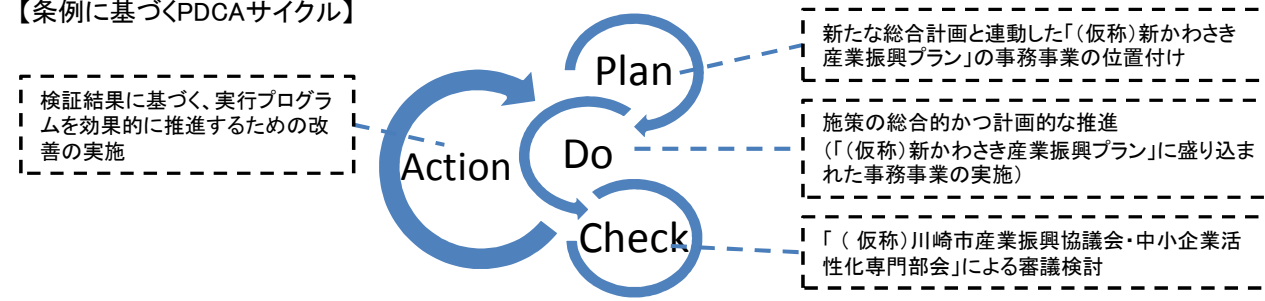 【条例に基づくPDCAサイクル】
Plan
新たな総合計画と連動した「(仮称)新かわさき
産業振興プラン」の事務事業の位置付け
Do
施策の総合的かつ計画的な推進
(「(仮称)新かわさき産業振興プラン」に盛り込ま
れた事務事業の実施)
Check
「 ( 仮称)川崎市産業振興協議会・中小企業活
性化専門部会」による審議検討
Action
検証結果に基づく、実行プログラ
ムを効果的に推進するための改
善の実施